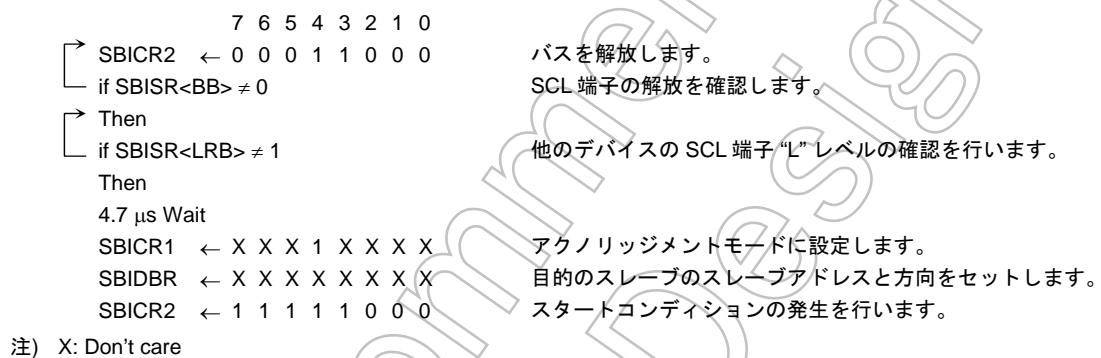 7 6 5 4 3 2 1 0
SBICR2 ← 0 0 0 1 1 0 0 0 バスを解放します。
if SBISR<BB> ≠ 0 SCL 端子の解放を確認します。
Then
if SBISR<LRB> ≠ 1 他のデバイスの SCL 端子 “L” レベルの確認を行います。
Then
4.7 μs Wait
SBICR1 ← X X X 1 X X X X アクノリッジメントモードに設定します。
SBIDBR ← X X X X X X X X 目的のスレーブのスレーブアドレスと方向をセットします。
SBICR2 ← 1 1 1 1 1 0 0 0 スタートコンディションの発生を行います。
注) X: Don't care